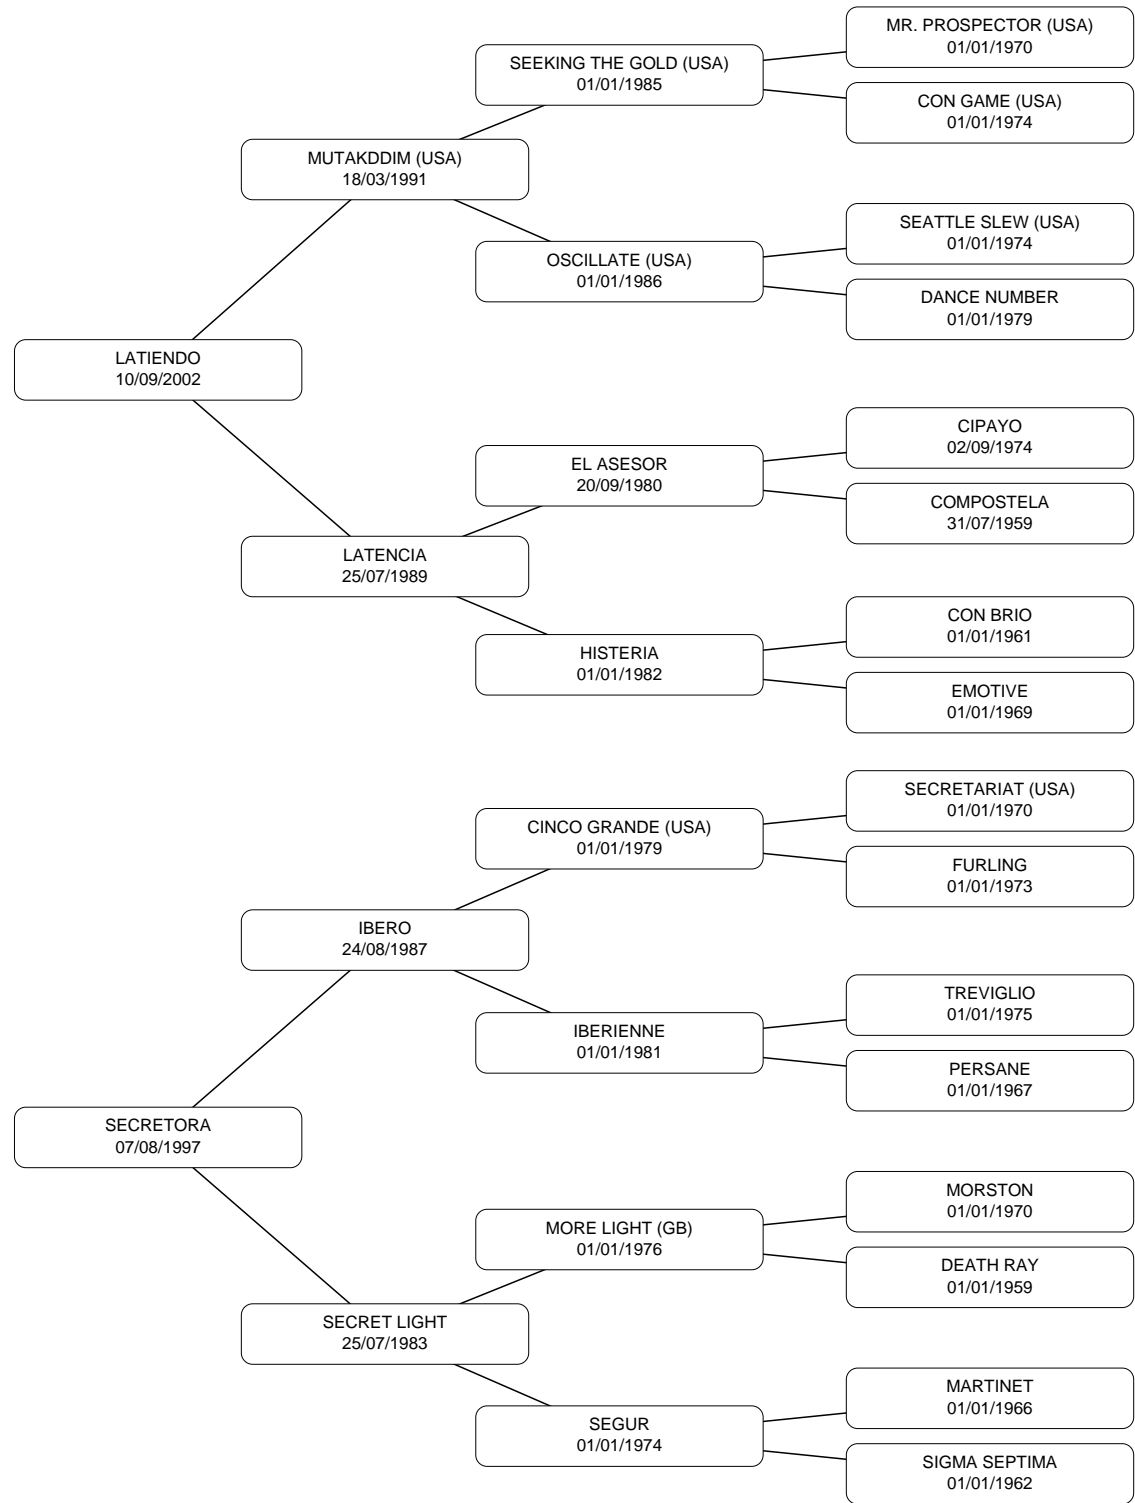 MR. PROSPECTOR (USA)
01/01/1970
SEEKING THE GOLD (USA)
01/01/1985
CON GAME (USA)
01/01/1974
MUTAKDDIM (USA)
18/03/1991
SEATTLE SLEW (USA)
01/01/1974
OSCILLATE (USA)
01/01/1986
DANCE NUMBER
01/01/1979
LATIENDO
10/09/2002
CIPAYO
02/09/1974
EL ASESOR
20/09/1980
COMPOSTELA
31/07/1959
LATENCIA
25/07/1989
CON BRIO
01/01/1961
HISTERIA
01/01/1982
EMOTIVE
01/01/1969
SECRETARIAT (USA)
01/01/1970
CINCO GRANDE (USA)
01/01/1979
FURLING
01/01/1973
IBERO
24/08/1987
TREVIGLIO
01/01/1975
IBERIENNE
01/01/1981
PERSANE
01/01/1967
SECRETORA
07/08/1997
MORSTON
01/01/1970
MORE LIGHT (GB)
01/01/1976
DEATH RAY
01/01/1959
SECRET LIGHT
25/07/1983
MARTINET
01/01/1966
SEGUR
01/01/1974
SIGMA SEPTIMA
01/01/1962